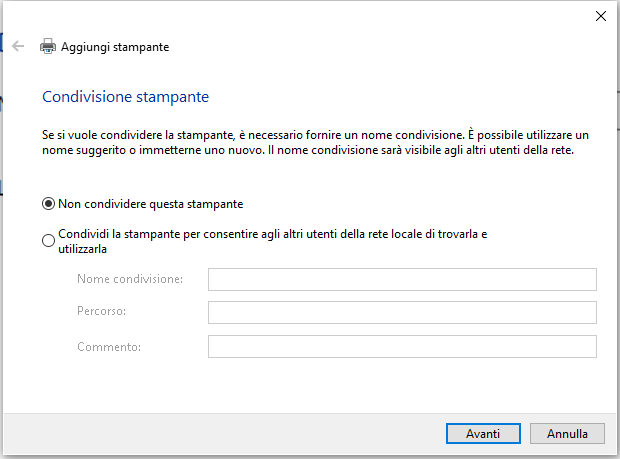 Aggiungi stampante
Condivisione stampante
Se si vuole condividere la stampante, è necessario fornire un nome condivisione. È possibile utilizzare un
nome suggerito o immetterne uno nuovo. Il nome condivisione sarà visibile agli altri utenti della rete.
Non condividere questa stampante
Condividi la stampante per consentire agli altri utenti della rete locale di trovarla e
utilizzarla
Nome condivisione:
Percorso:
Commento:
Avanti
Annulla